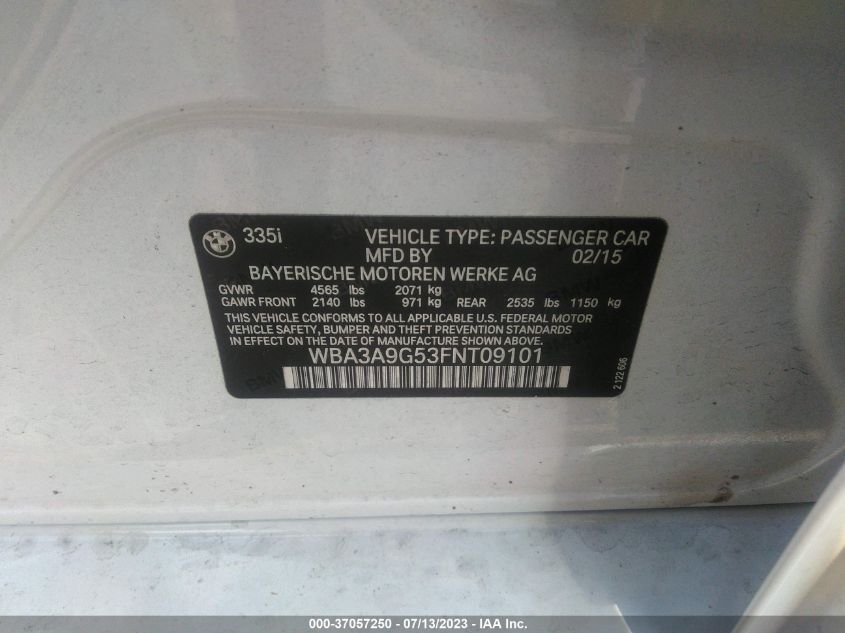 335i VEHICLE TYPE: PASSENGER CAR
MFD BY 02/15
BAYERISCHE MOTOREN WERKE AG
GVWR 4565 lbs 2071 kg
GAWR FRONT 2140 lbs 971 kg REAR 2535 lbs 1150 kg
THIS VEHICLE CONFORMS TO ALL APPLICABLE U.S. FEDERAL MOTOR
VEHICLE SAFETY, BUMPER AND THEFT PREVENTION STANDARDS
IN EFFECT ON THE DATE OF MANUFACTURE SHOWN ABOVE.
WBA3A9G53FNT09101
2 122 606
000-37057250 - 07/13/2023 - IAA Inc.